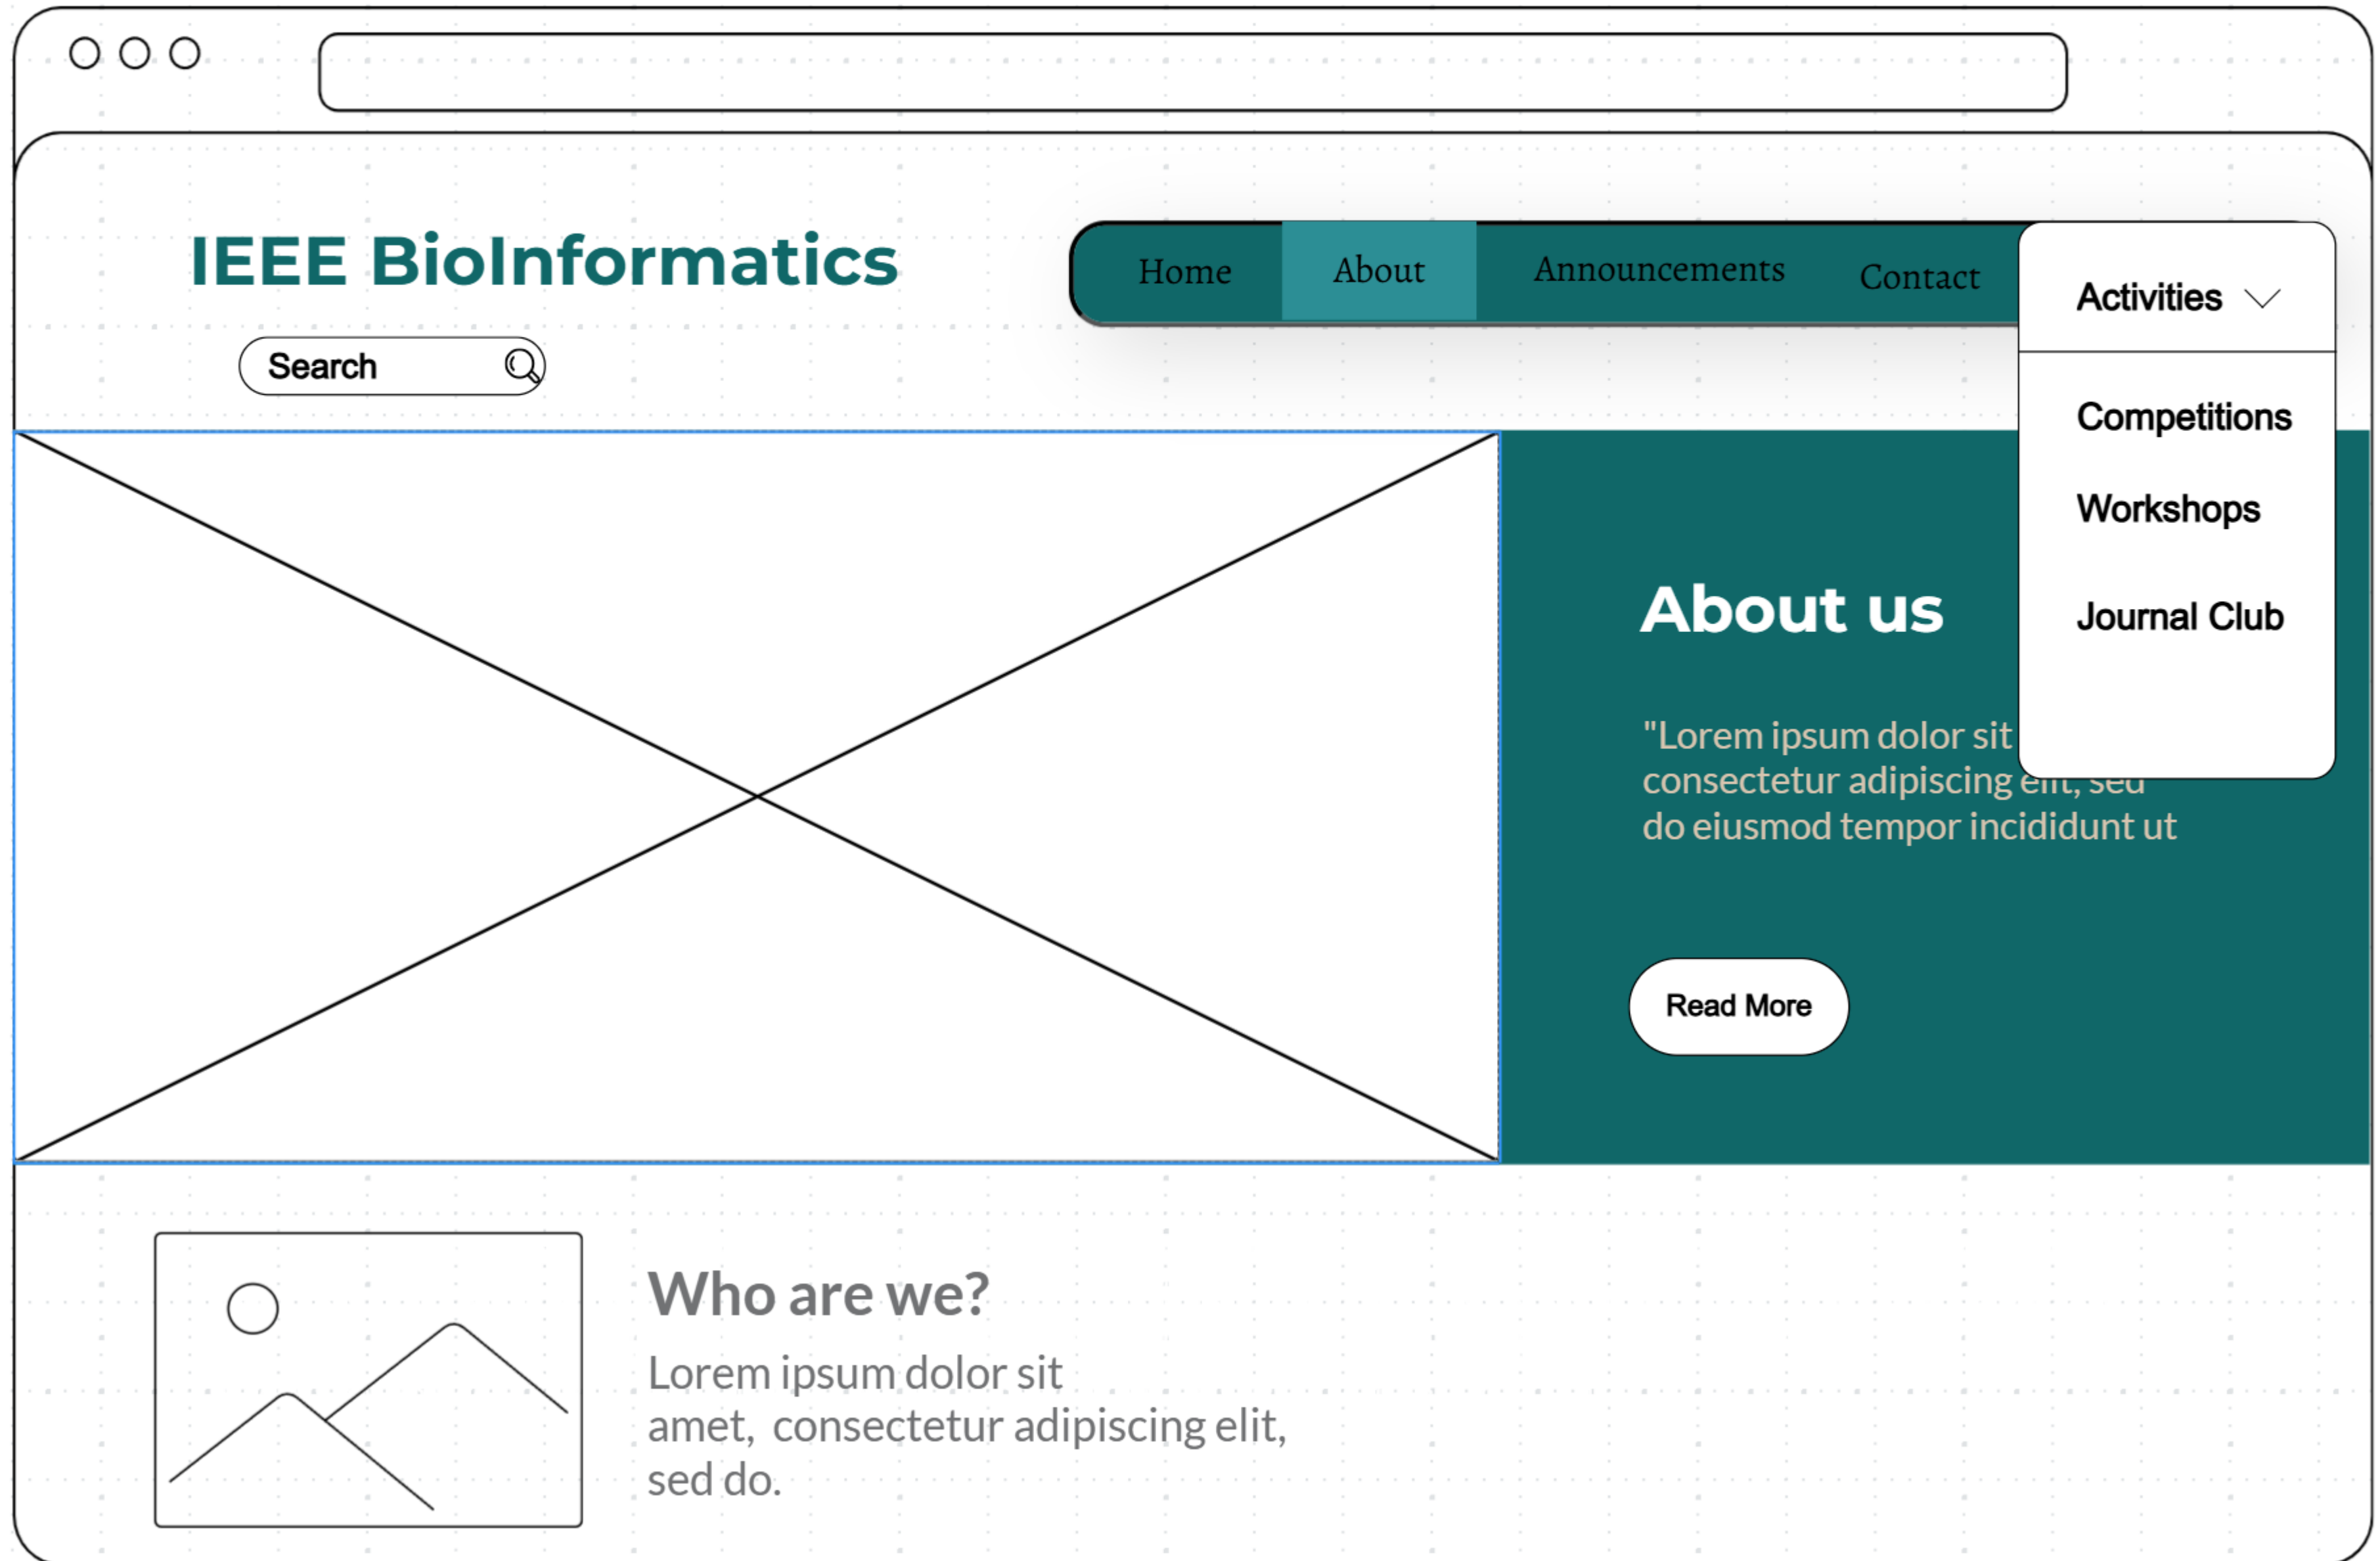 IEEE BioInformatics
Home
About
Announcements
Contact
Activities
Search
Competitions
Workshops
Journal Club
About us
"Lorem ipsum dolor sit
consectetur adipiscing elit, sed
do eiusmod tempor incididunt ut
Read More
Who are we?
Lorem ipsum dolor sit
amet,  consectetur adipiscing elit,
sed do.